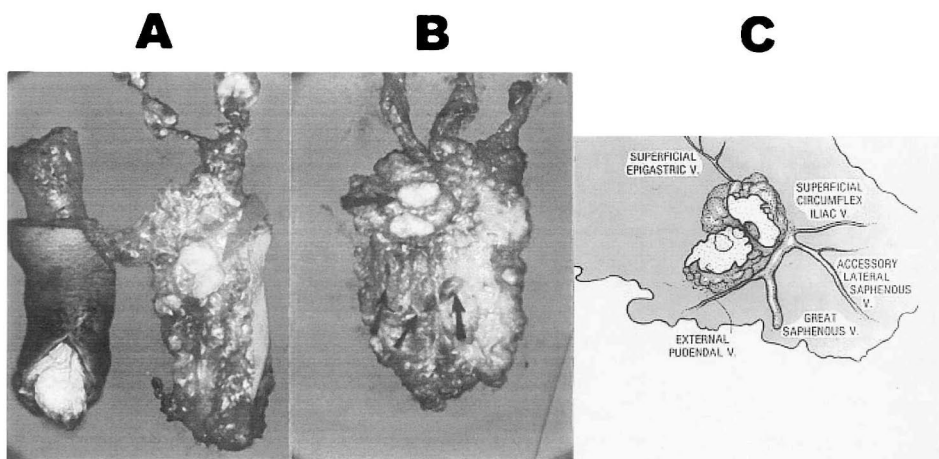 A
B
C
SUPERFICIAL
EPIGASTRIC V.
SUPERFICIAL
CIRCUMFLEX
ILIAC V.
ACCESSORY
LATERAL
SAPHENOUS
V.
GREAT
SAPHENOUS V.
EXTERNAL
PUDENDAL V.